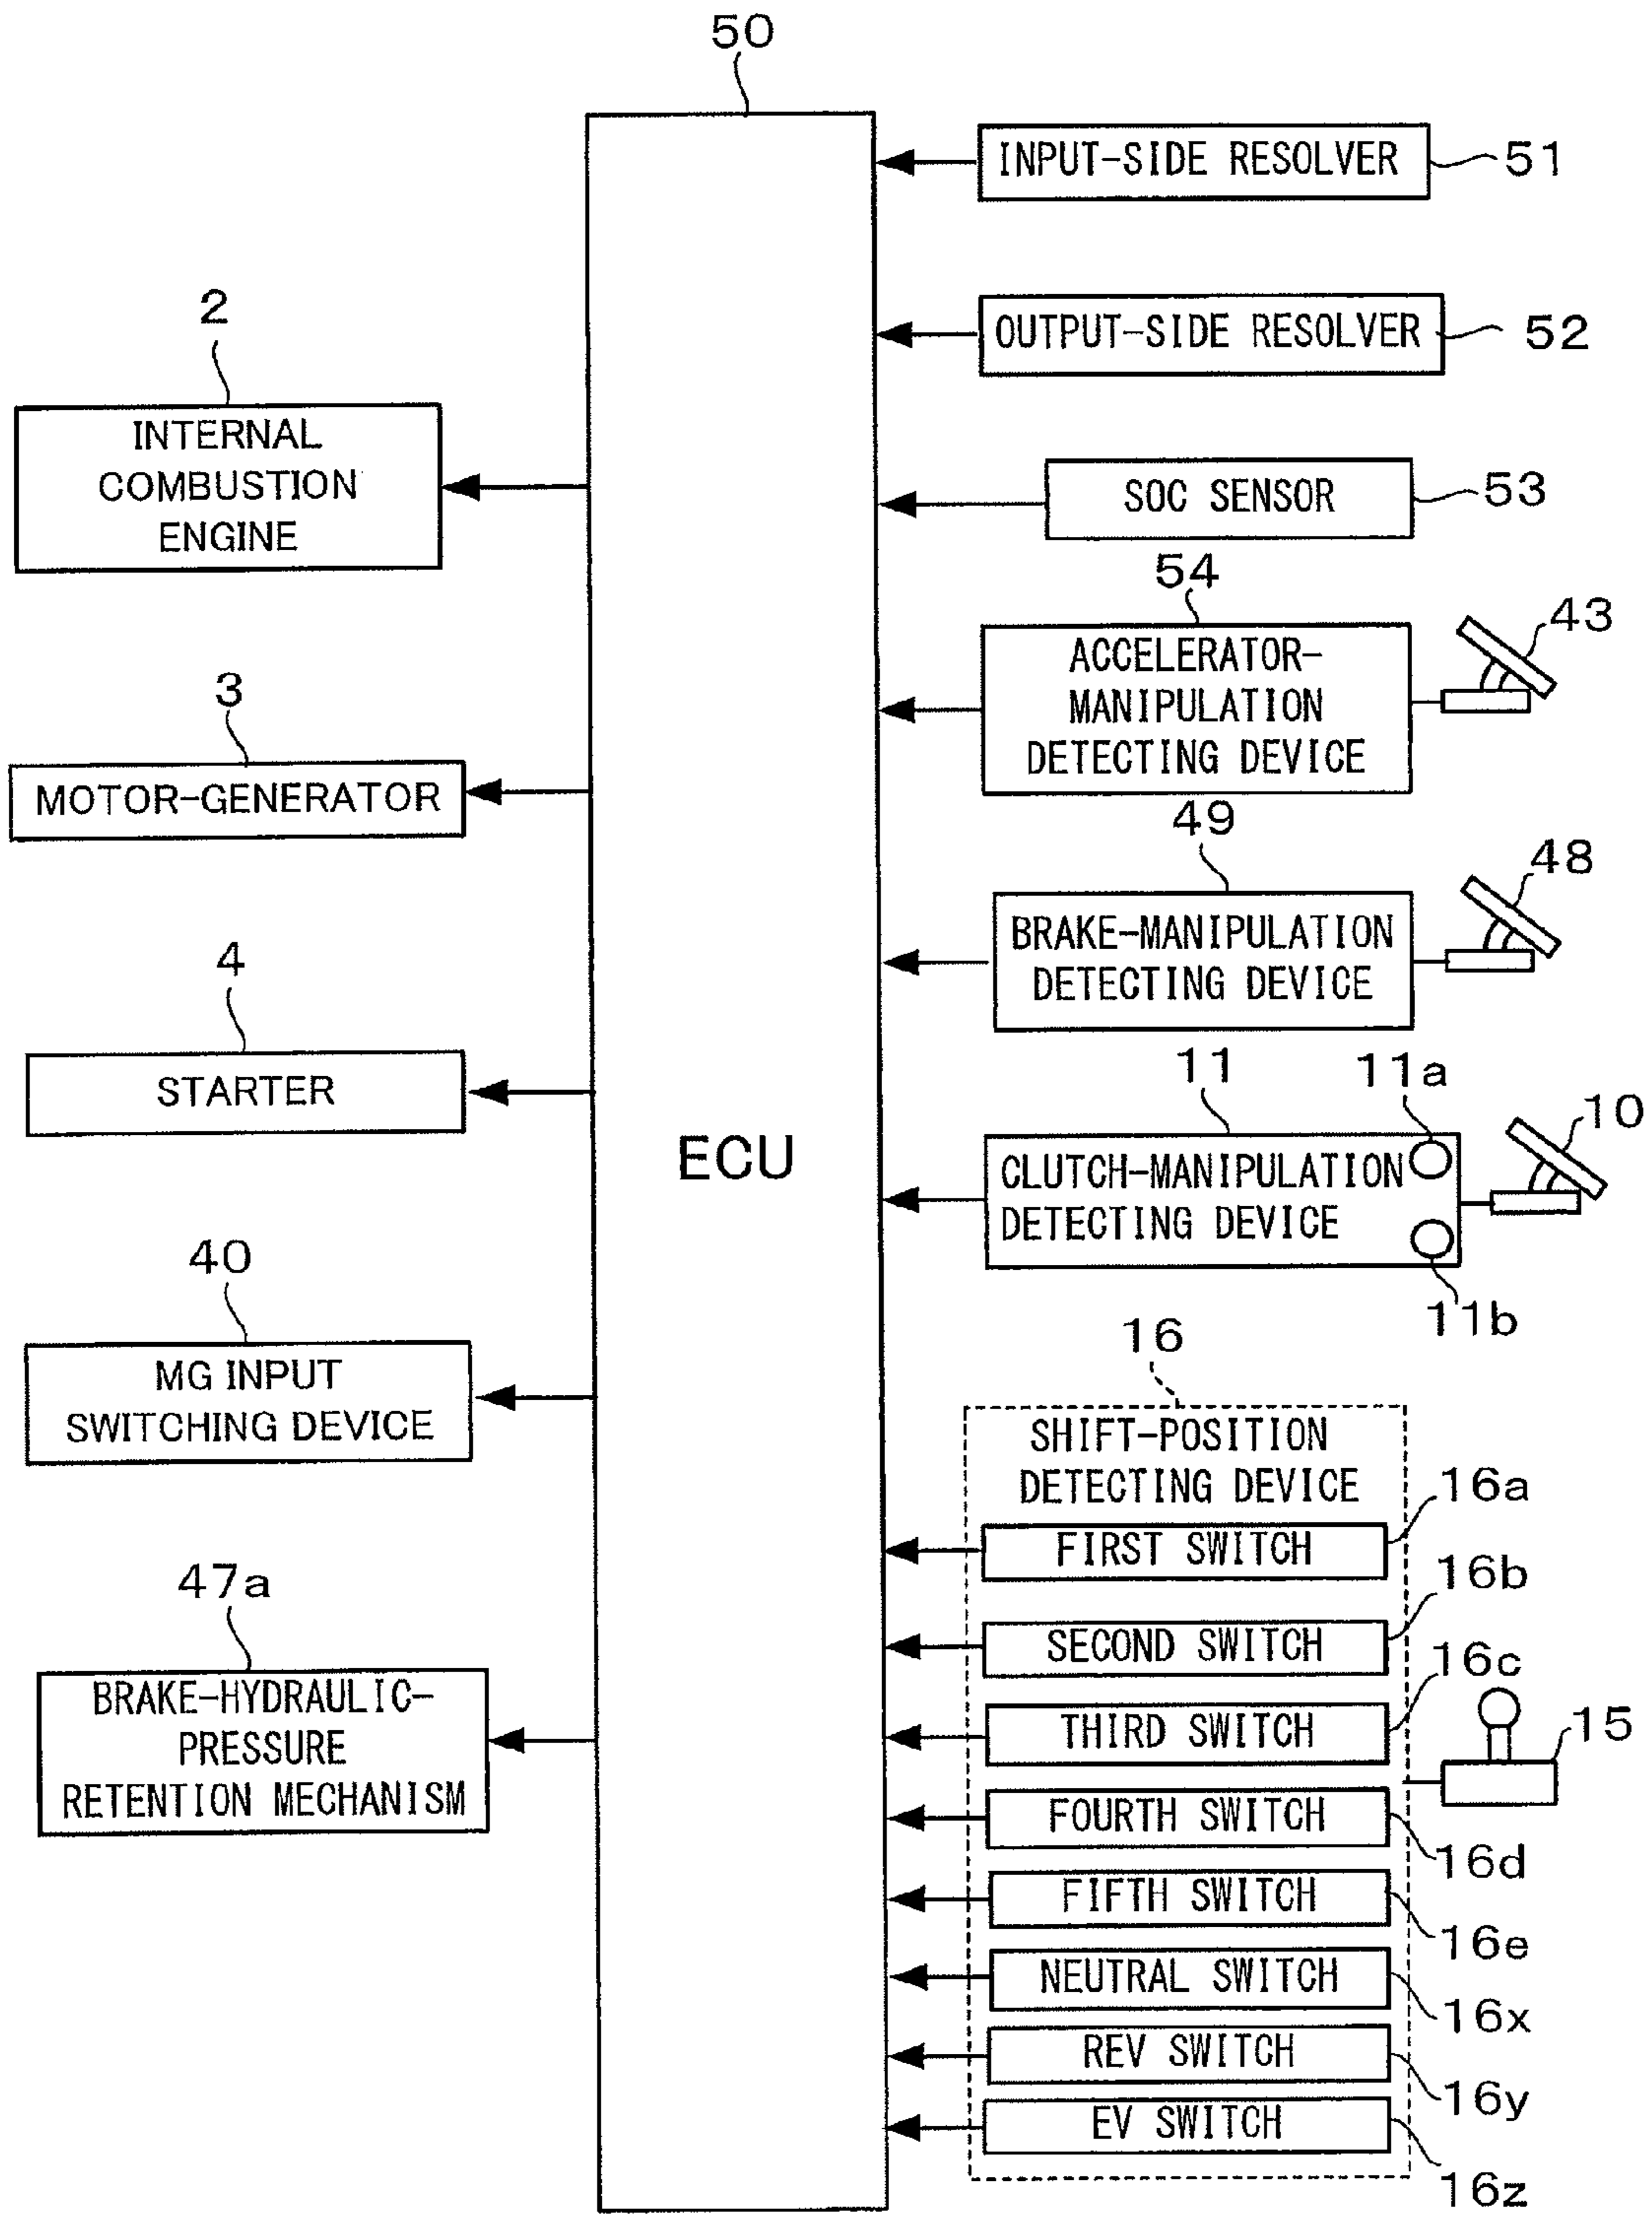 50
INPUT-SIDE RESOLVER
51
OUTPUT-SIDE RESOLVER
52
2
INTERNAL
COMBUSTION
ENGINE
SOC SENSOR
53
54
ACCELERATOR-
MANIPULATION
DETECTING DEVICE
43
3
MOTOR-GENERATOR
49
BRAKE-MANIPULATION
DETECTING DEVICE
48
4
STARTER
ECU
11
11a
CLUTCH-MANIPULATION
DETECTING DEVICE
10
11b
40
MG INPUT
SWITCHING DEVICE
16
SHIFT-POSITION
DETECTING DEVICE
16a
FIRST SWITCH
16b
SECOND SWITCH
16c
THIRD SWITCH
15
FOURTH SWITCH
16d
FIFTH SWITCH
16e
NEUTRAL SWITCH
16x
REV SWITCH
16y
EV SWITCH
16z
47a
BRAKE-HYDRAULIC-
PRESSURE
RETENTION MECHANISM